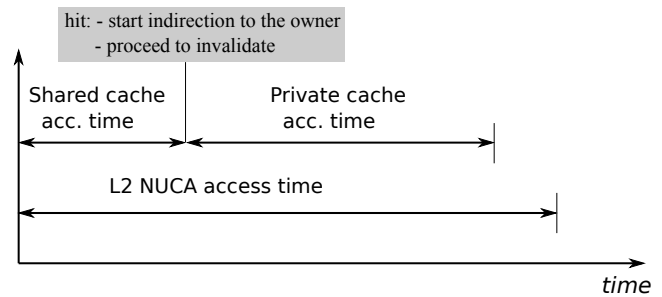 hit: - start indirection to the owner
- proceed to invalidate
Shared cache
acc. time
Private cache
acc. time
L2 NUCA access time
time